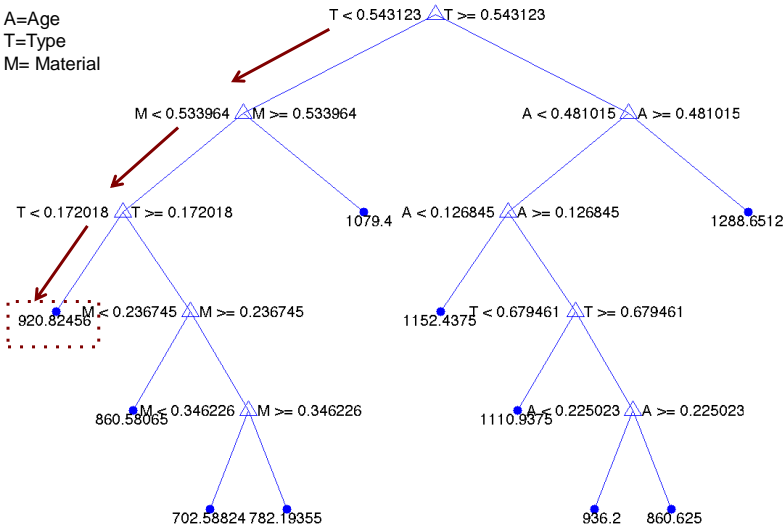 A=Age
T=Type
M= Material
T < 0.543123 T >= 0.543123
M < 0.533964 M >= 0.533964
A < 0.481015 A >= 0.481015
T < 0.172018 T >= 0.172018
1079.4
A < 0.126845 A >= 0.126845
1288.6512
920.82456
M < 0.236745 M >= 0.236745
1152.4375
T < 0.679461 T >= 0.679461
860.58065
M < 0.346226 M >= 0.346226
1110.9375
A < 0.225023 A >= 0.225023
702.58824 782.19355
936.2 860.625